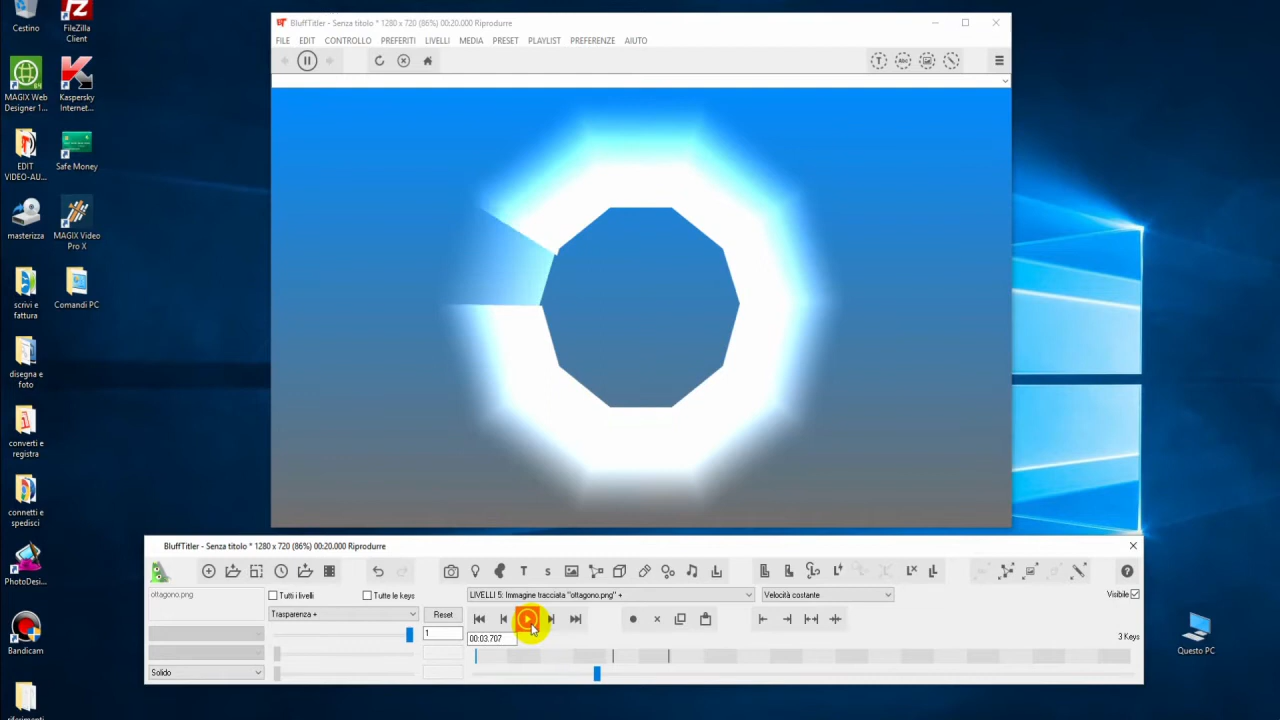 Cestino
FileZilla
Client
MAGIX Web
Designer 1...
Kaspersky
Internet...
EDIT
VIDEO-AU...
Safe Money
masterizza
MAGIX Video
Pro X
scrivi e
fattura
Comandi PC
disegna e
foto
converti e
registra
connetti e
spedisci
PhotoDesi...
Bandicam
riferimenti
BluffTitler - Senza titolo * 1280 x 720 (86%) 00:20.000 Riprodurre
FILE EDIT CONTROLLO PREFERITI LIVELLI MEDIA PRESET PLAYLIST PREFERENZE AIUTO
BluffTitler - Senza titolo * 1280 x 720 (86%) 00:20.000 Riprodurre
ottagono.png
Tutti i livelli
Tutte le keys
LIVELLI 5: Immagine tracciata "ottagono.png" +
Velocità costante
Visible
Trasparenza +
Reset
1
00:03.707
3 Keys
Solido
Questo PC